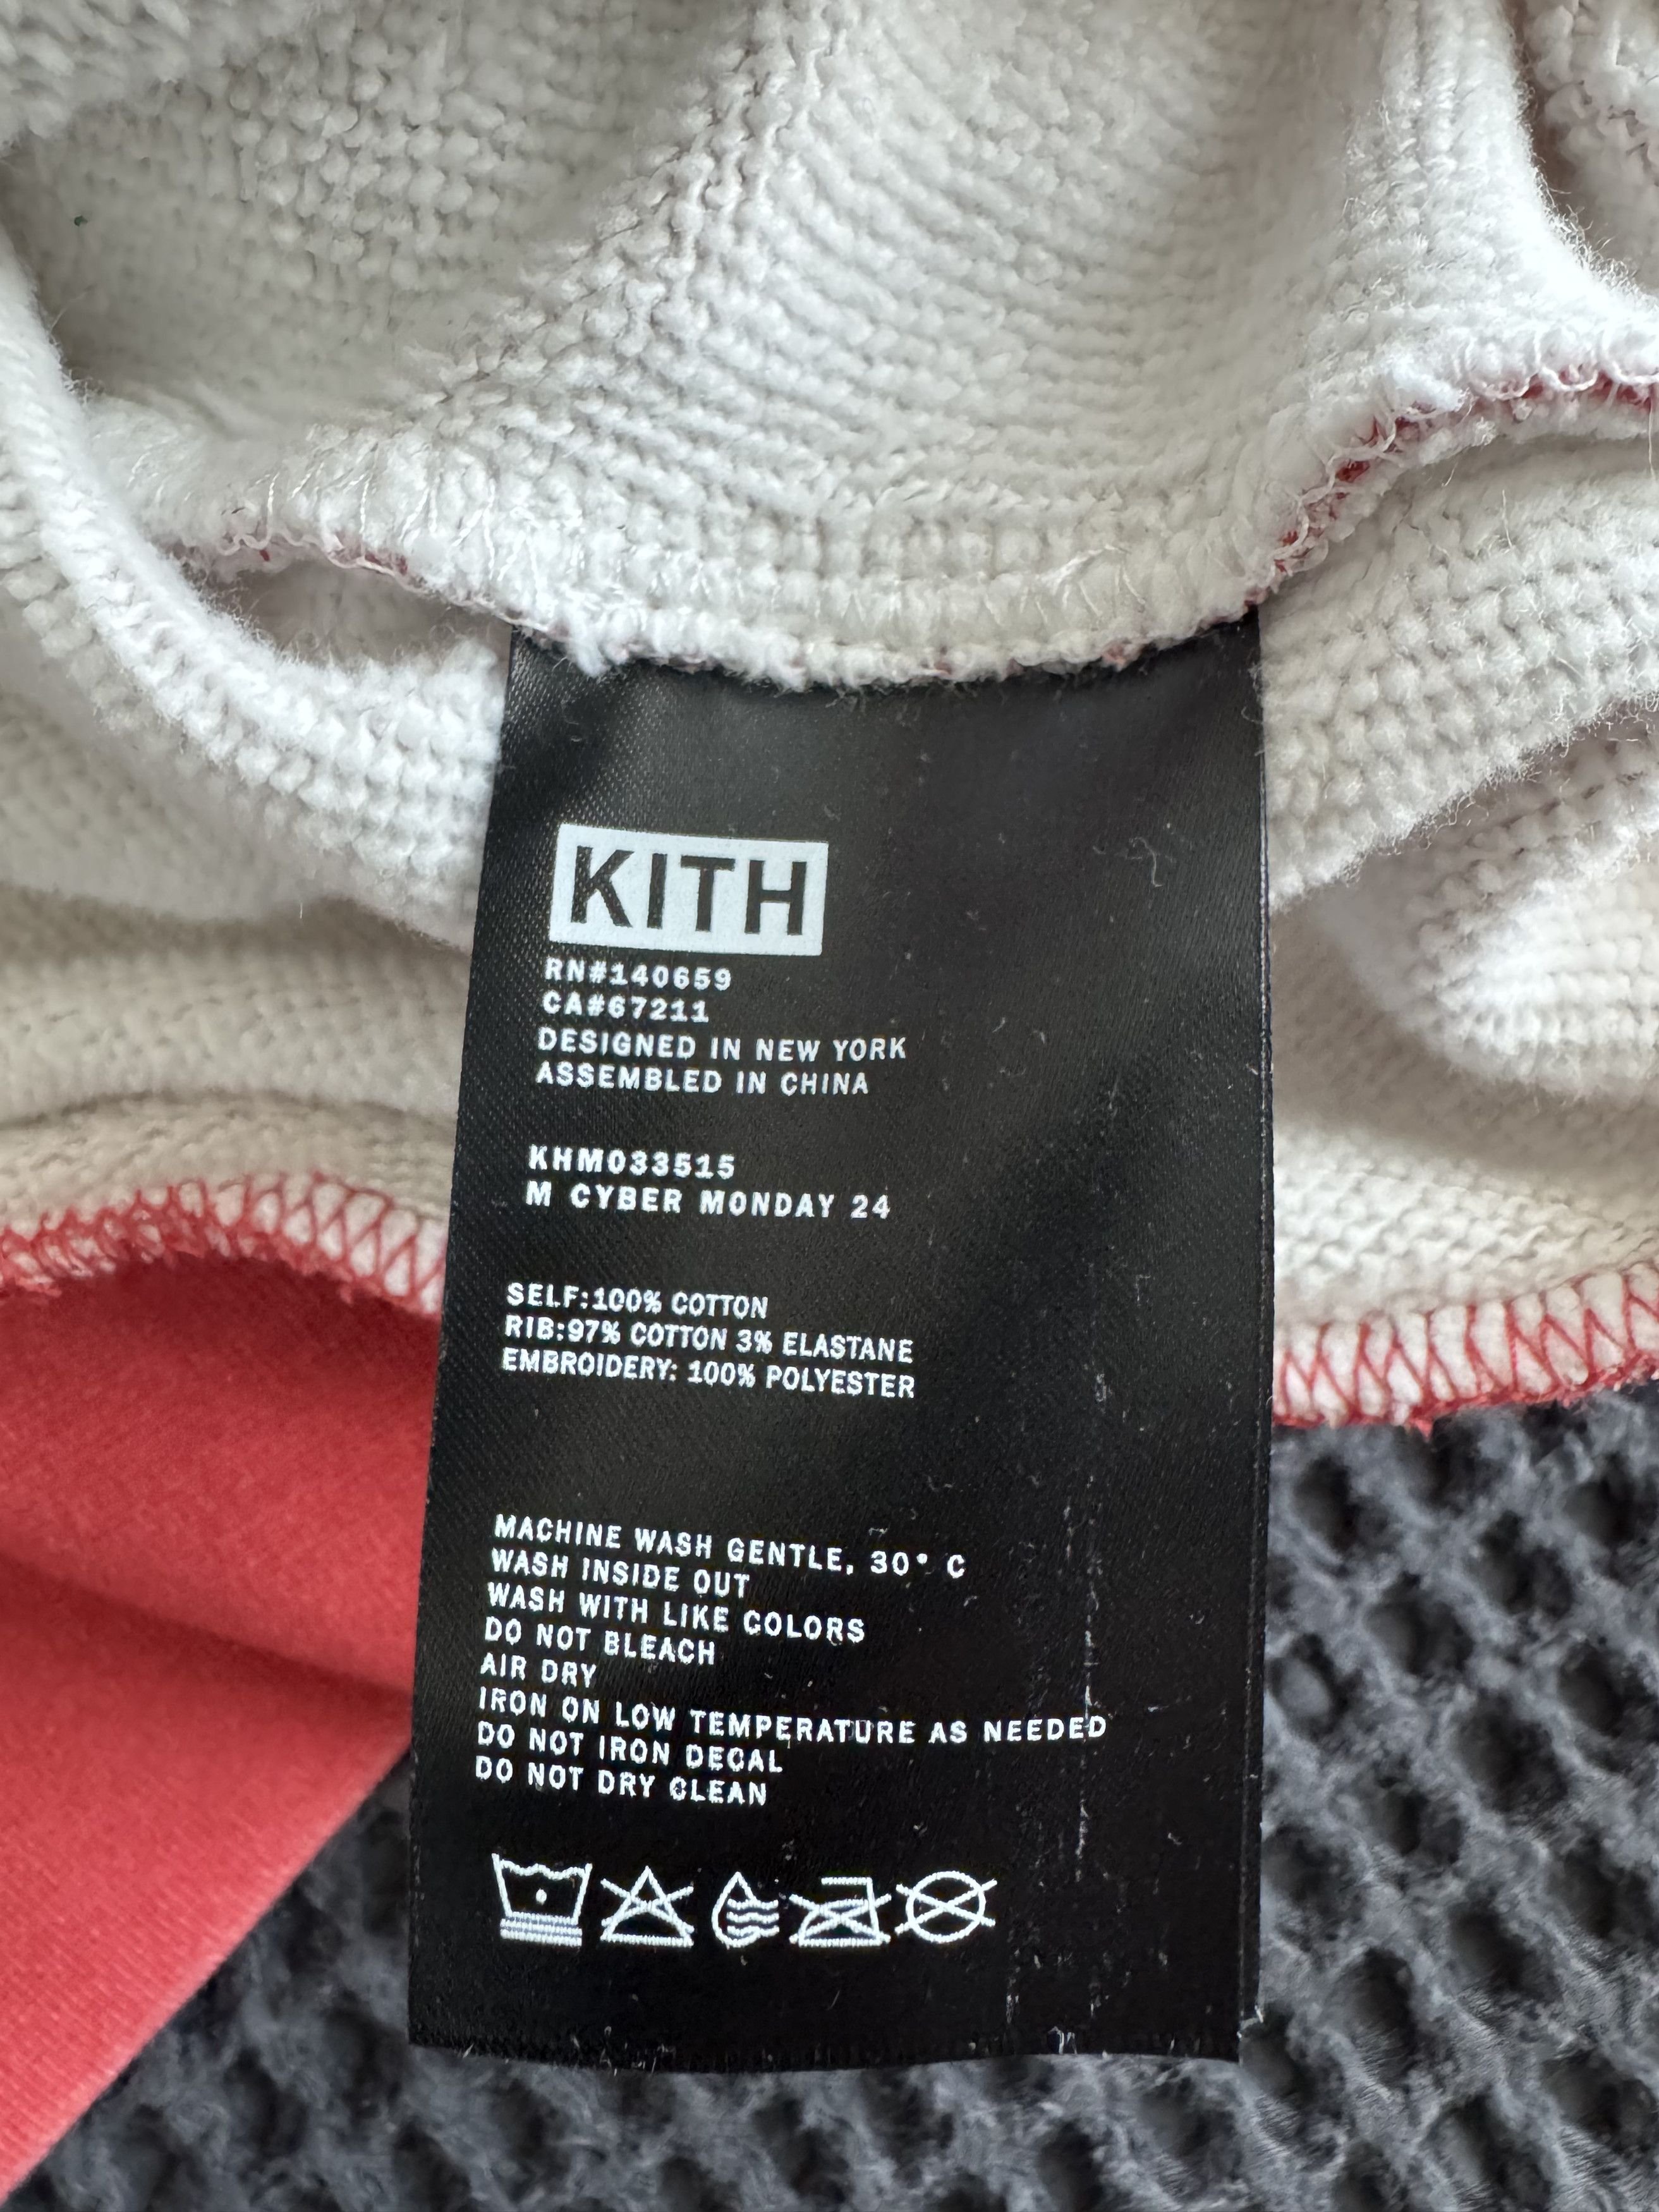 KITH
RN#140659
CA#67211
DESIGNED IN NEW YORK
ASSEMBLED IN CHINA
KHM033515
M CYBER MONDAY 24
SELF:100% COTTON
RIB:97% COTTON 3% ELASTANE
EMBROIDERY: 100% POLYESTER
MACHINE WASH GENTLE, 30° C
WASH INSIDE OUT
WASH WITH LIKE COLORS
DO NOT BLEACH
AIR DRY
IRON ON LOW TEMPERATURE AS NEEDED
DO NOT IRON DECAL
DO NOT DRY CLEAN